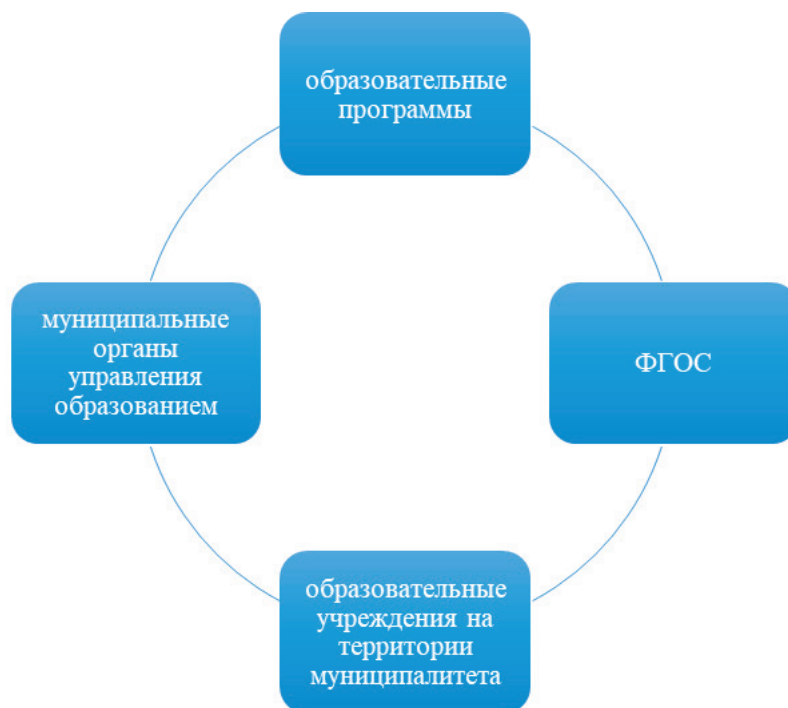 образовательные
программы
муниципальные
органы
управления
образованием
ФГОС
образовательные
учреждения на
территории
муниципалитета